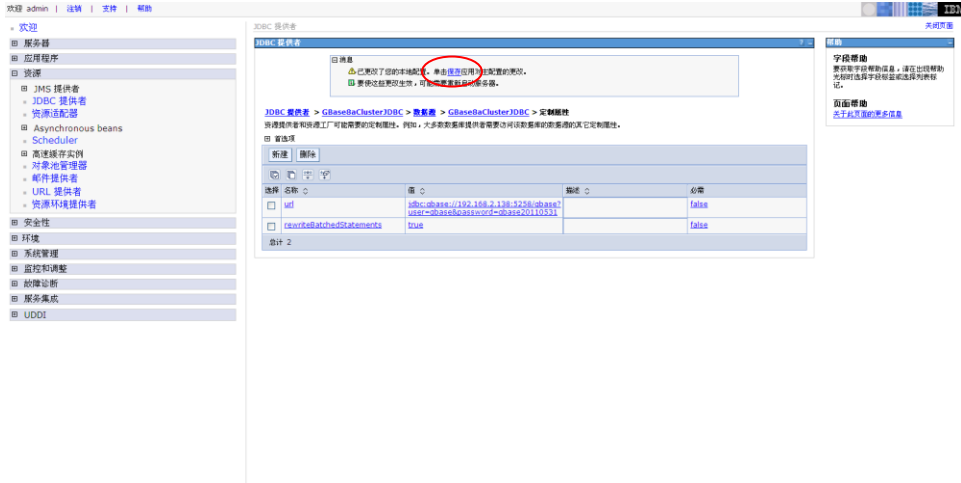 欢迎 admin | 注销 | 支持 | 帮助
IBM
欢迎
服务器
应用程序
资源
JMS 提供者
JDBC 提供者
资源适配器
Asynchronous beans
Scheduler
高速缓存实例
对象池管理器
邮件提供者
URL 提供者
资源环境提供者
安全性
环境
系统管理
监控和调整
故障诊断
服务集成
UDDI
JDBC 提供者
关闭页面
JDBC 提供者
? -
消息
已更改了您的本地配置。单击保存应用对主配置的更改。
要使这些更改生效，可能需要重新启动服务器。
JDBC 提供者 > GBase8aClusterJDBC > 数据源 > GBase8aClusterJDBC > 定制属性
资源提供者和资源工厂可能需要的定制属性。例如，大多数数据库提供者需要访问该数据库的数据源的其它定制属性。
首选项
新建 删除
选择 名称 值 描述 必需
url jdbc:gbase://192.168.2.138:5258/gbase?user=gbase&password=gbase20110531 false
rewriteBatchedStatements true false
总计 2
帮助
字段帮助
要获取字段帮助信息，请在出现帮助
光标时选择字段标签或选择列表标
记。
页面帮助
关于此页面的更多信息